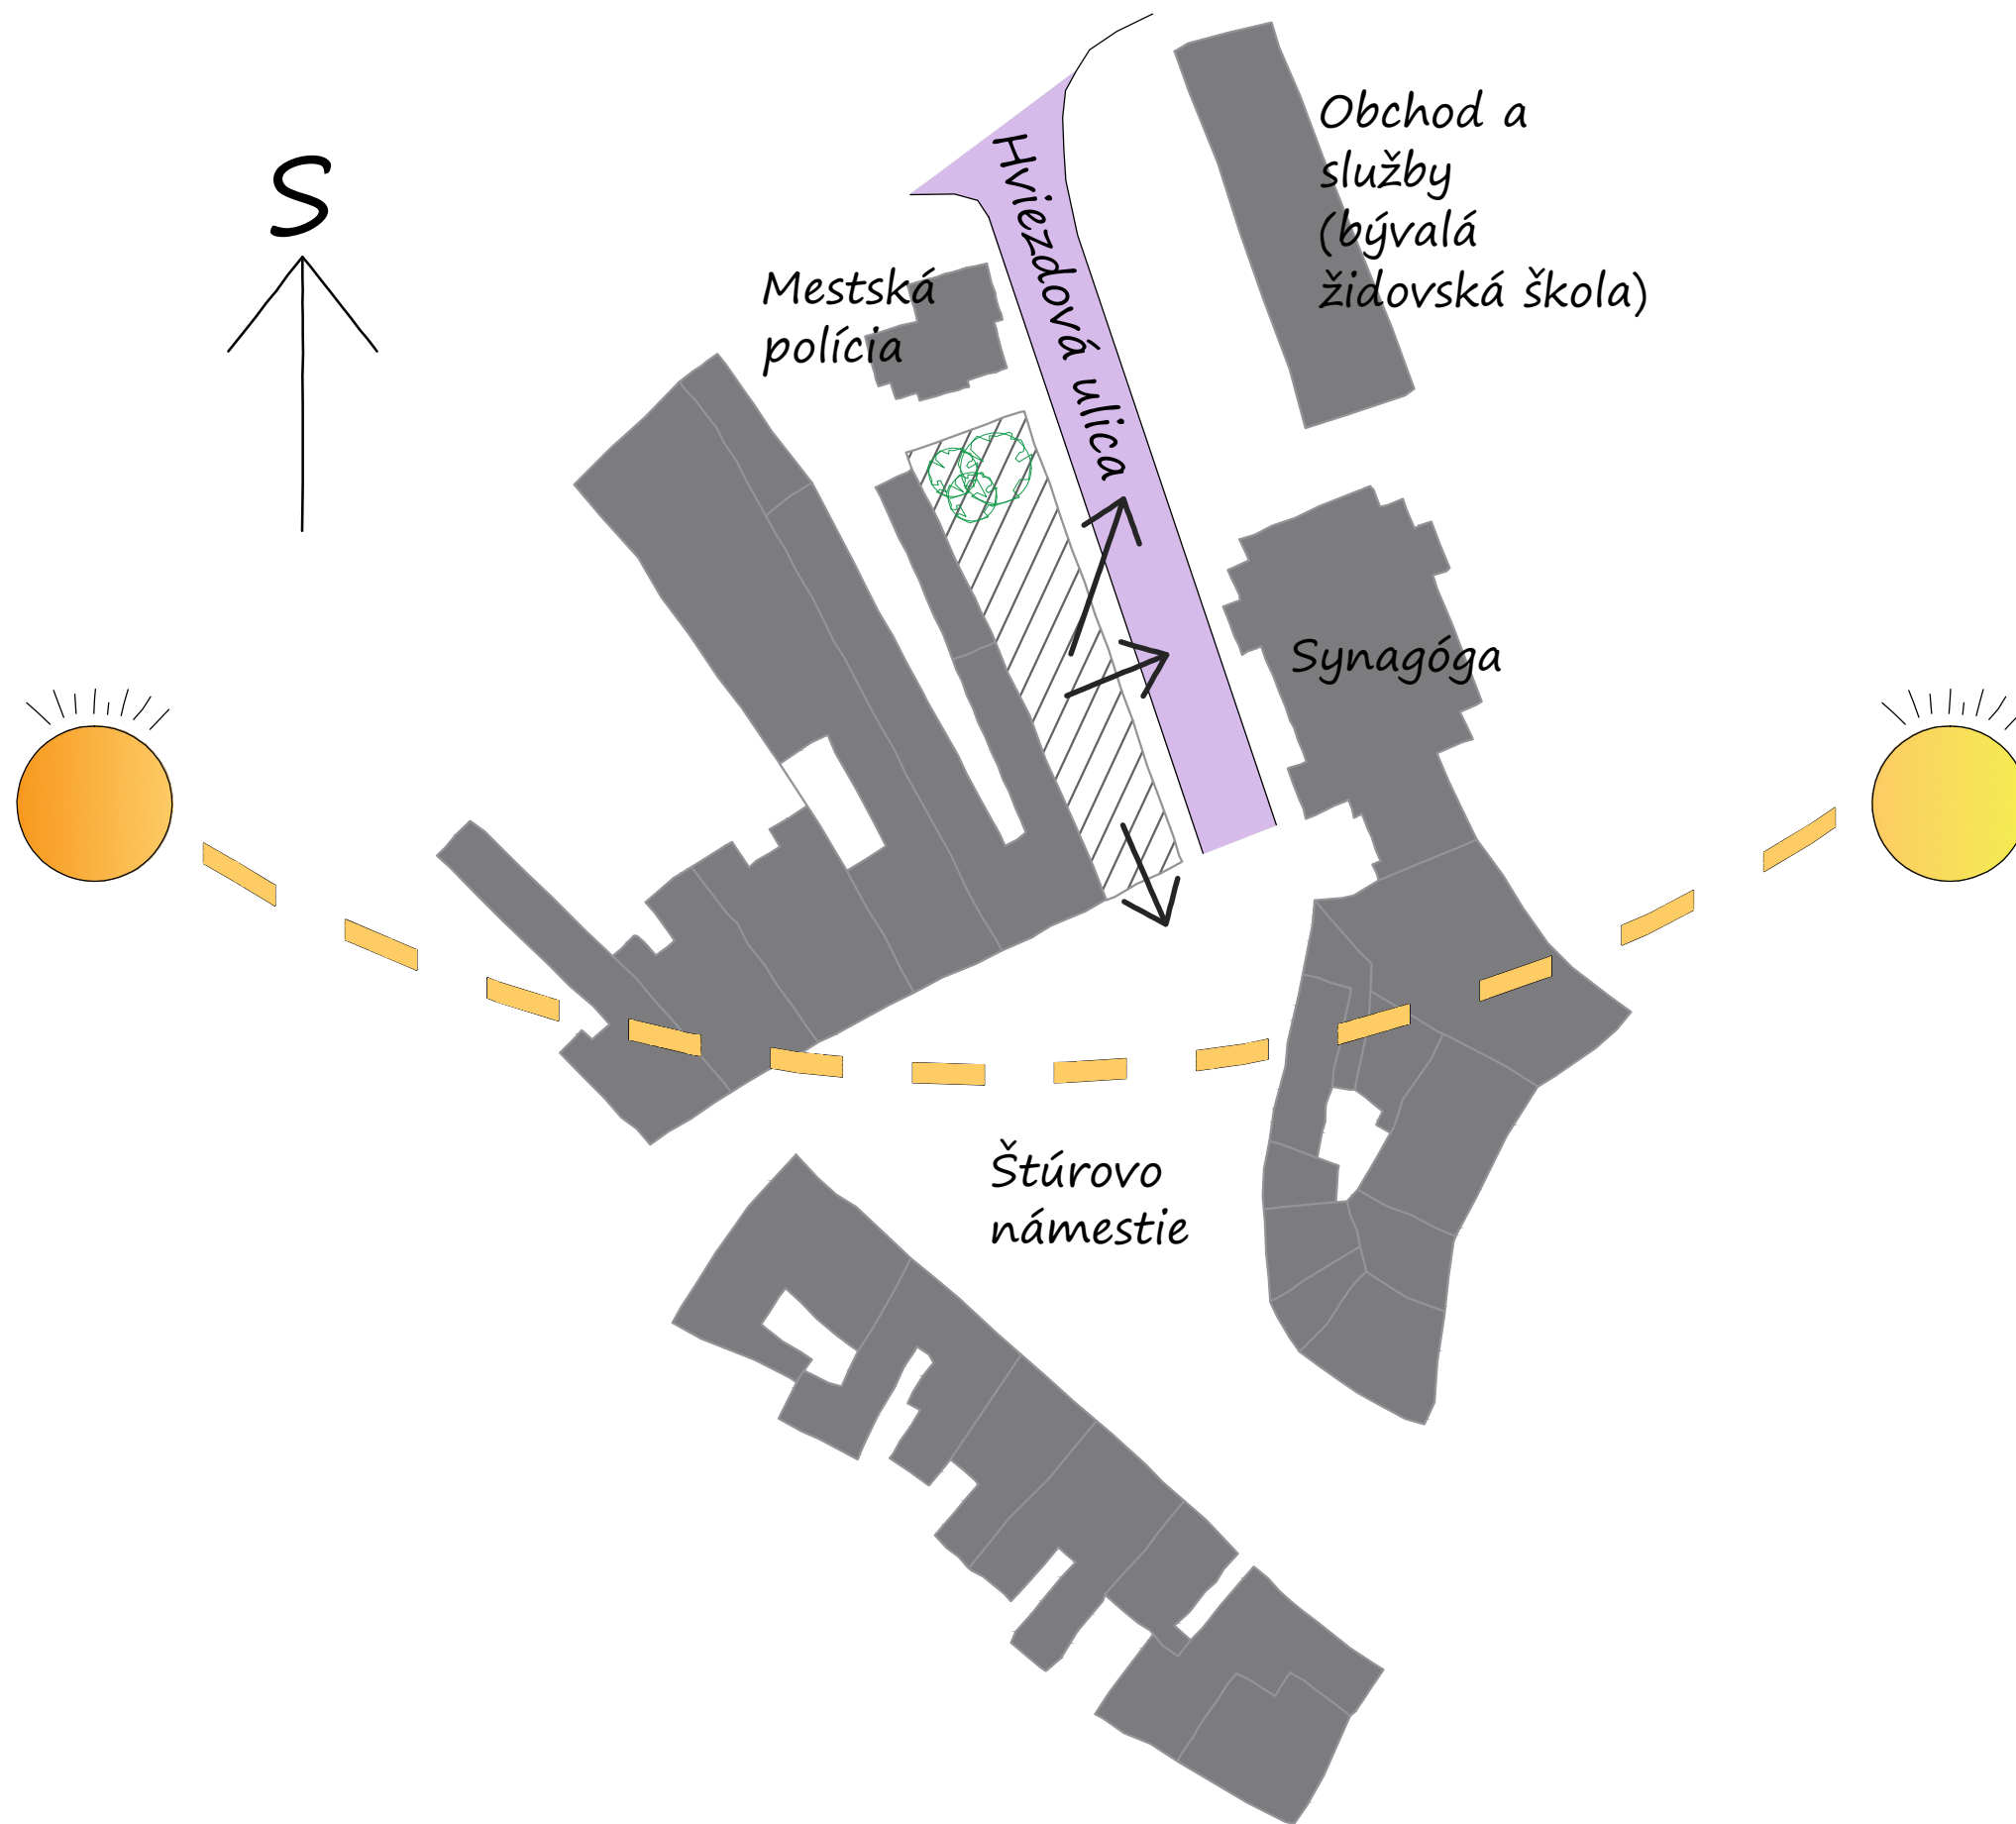 S
Hviezdová ulica
Obchod a
služby
(bývalá
židovská škola)
Mestská
polícia
Synagóga
Štúrovo
námestie